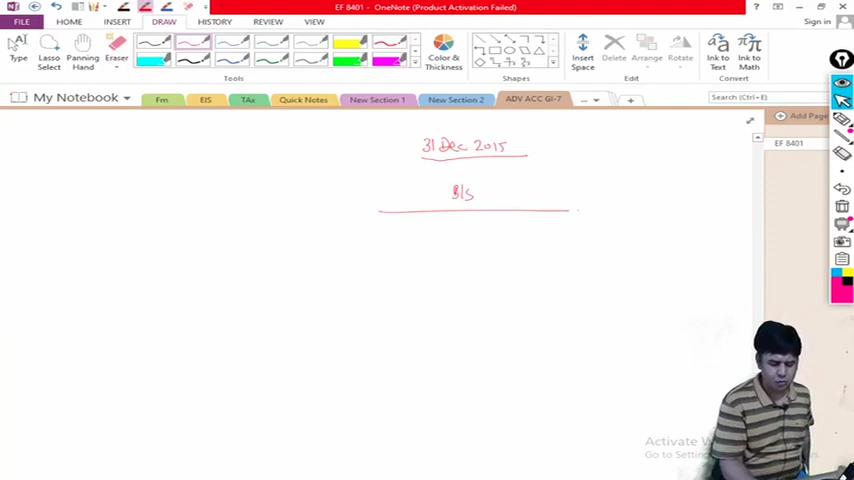 EF 8401 - OneNote (Product Activation Failed)
FILE HOME INSERT DRAW HISTORY REVIEW VIEW Sign in
Type
Lasso Select
Panning Hand
Eraser
Color & Thickness
Insert Space
Delete
Arrange
Rotate
Ink to Text
Ink to Math
Tools Shapes Edit Convert
My Notebook Fm EIS TAx Quick Notes New Section 1 New Section 2 ADV ACC GI-7 ... Search (Ctrl+E)
Add Page
EF 8401
31 Dec 2015
B/S
Activate W
Go to Setting